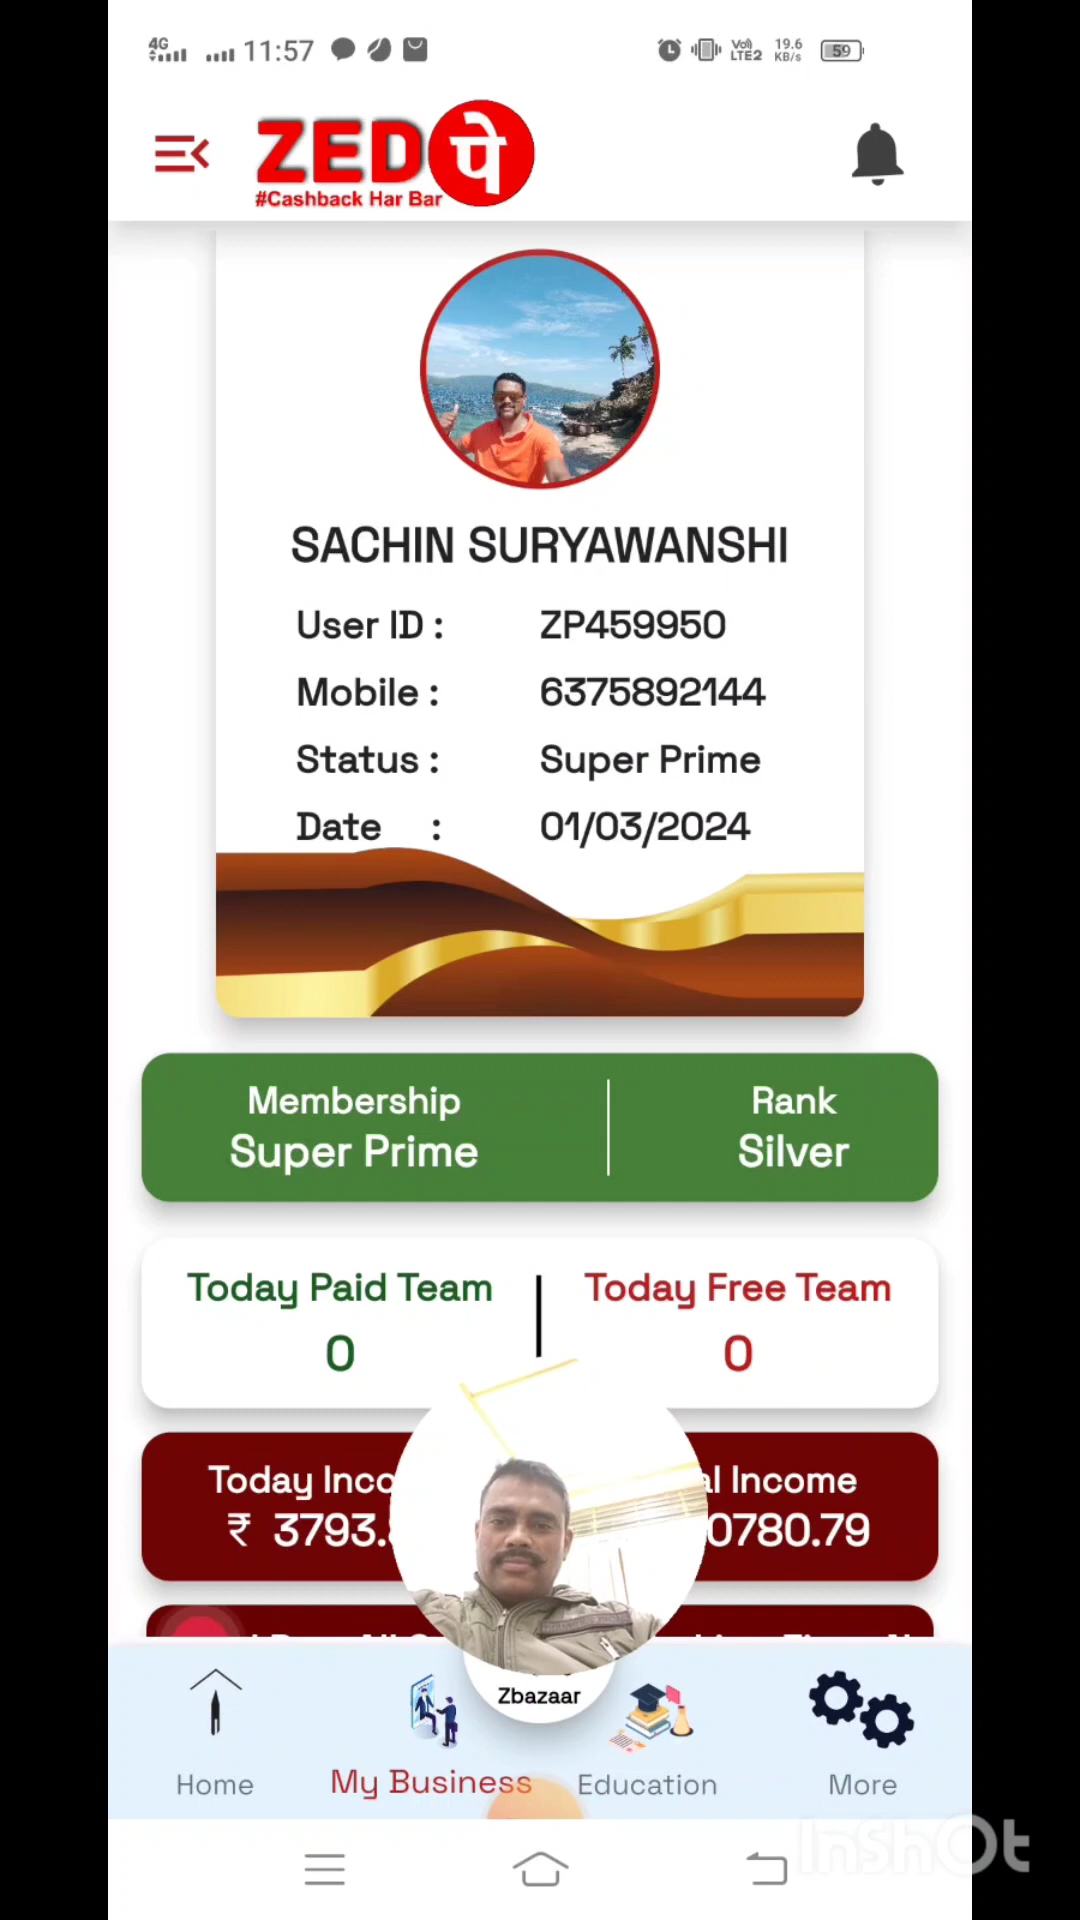 4G 11:57 Vo) LTE2 19.6 KB/s 59
ZED पे
#Cashback Har Bar
SACHIN SURYAWANSHI
User ID : ZP459950
Mobile : 6375892144
Status : Super Prime
Date : 01/03/2024
Membership Rank
Super Prime Silver
Today Paid Team Today Free Team
0 0
Today Income
₹ 3793. 0780.79
Zbazaar
Home My Business Education More
InShOt